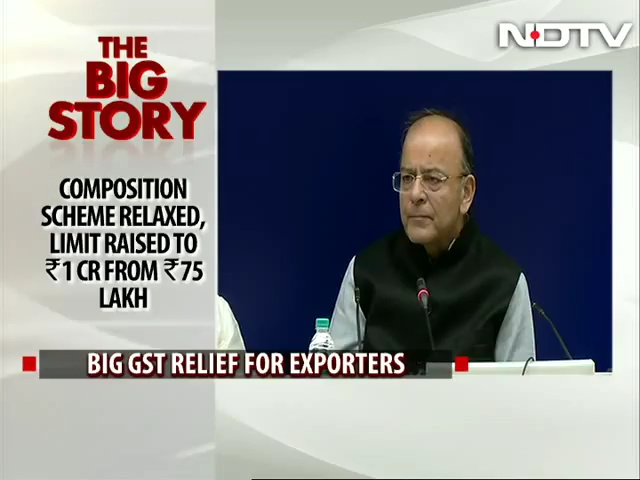 NDTV
THE
BIG
STORY
COMPOSITION
SCHEME RELAXED,
LIMIT RAISED TO
₹1 CR FROM ₹75
LAKH
BIG GST RELIEF FOR EXPORTERS